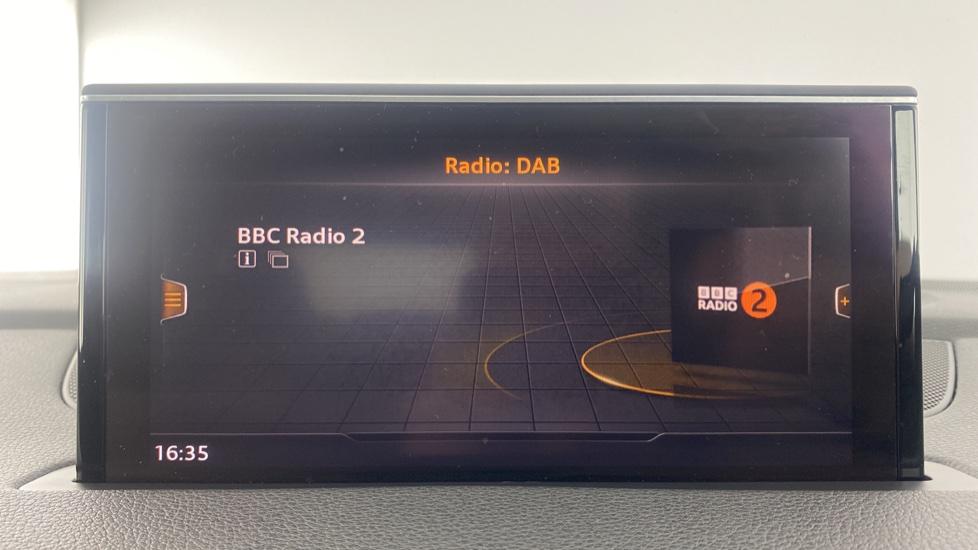 Radio: DAB
BBC Radio 2
BBC
RADIO 2
16:35